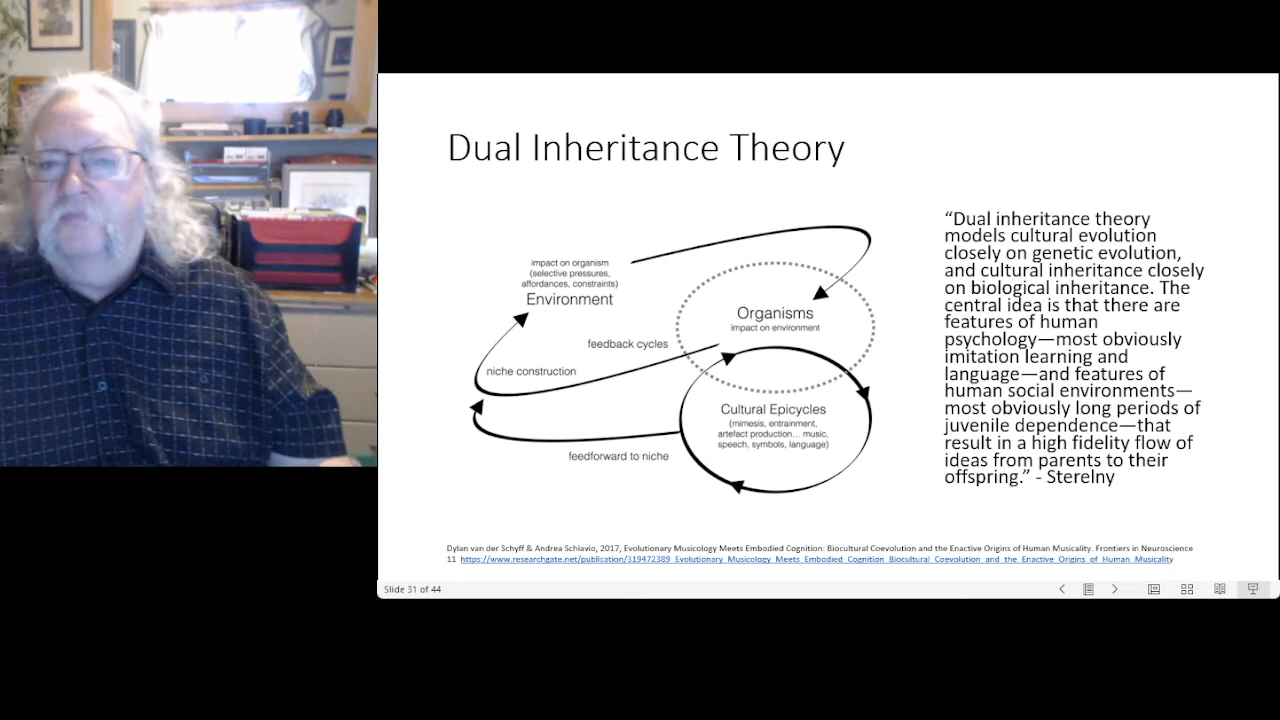 Dual Inheritance Theory
impact on organism
(selective pressures,
affordances, constraints)
Environment
Organisms
impact on environment
feedback cycles
niche construction
Cultural Epicycles
(mimesis, entrainment,
artefact production... music,
speech, symbols, language)
feedforward to niche
“Dual inheritance theory
models cultural evolution
closely on genetic evolution,
and cultural inheritance closely
on biological inheritance. The
central idea is that there are
features of human
psychology—most obviously
imitation learning and
language—and features of
human social environments—
most obviously long periods of
juvenile dependence—that
result in a high fidelity flow of
ideas from parents to their
offspring.” - Sterelny
Dylan van der Schyff & Andrea Schiavio, 2017, Evolutionary Musicology Meets Embodied Cognition: Biocultural Coevolution and the Enactive Origins of Human Musicality. Frontiers in Neuroscience
11 https://www.researchgate.net/publication/319472389_Evolutionary_Musicology_Meets_Embodied_Cognition_Biocultural_Coevolution_and_the_Enactive_Origins_of_Human_Musicality
Slide 31 of 44